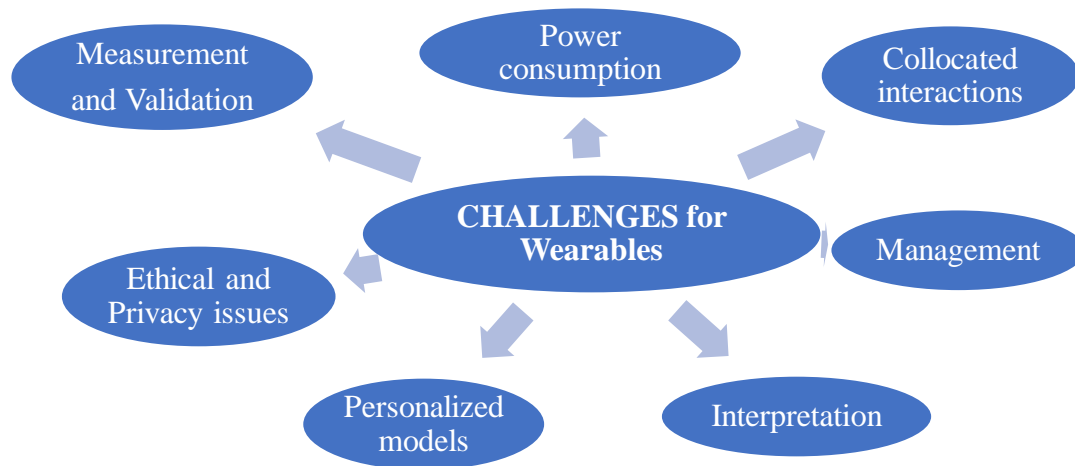 Measurement
and Validation
Power
consumption
Collocated
interactions
CHALLENGES for
Wearables
Management
Ethical and
Privacy issues
Personalized
models
Interpretation